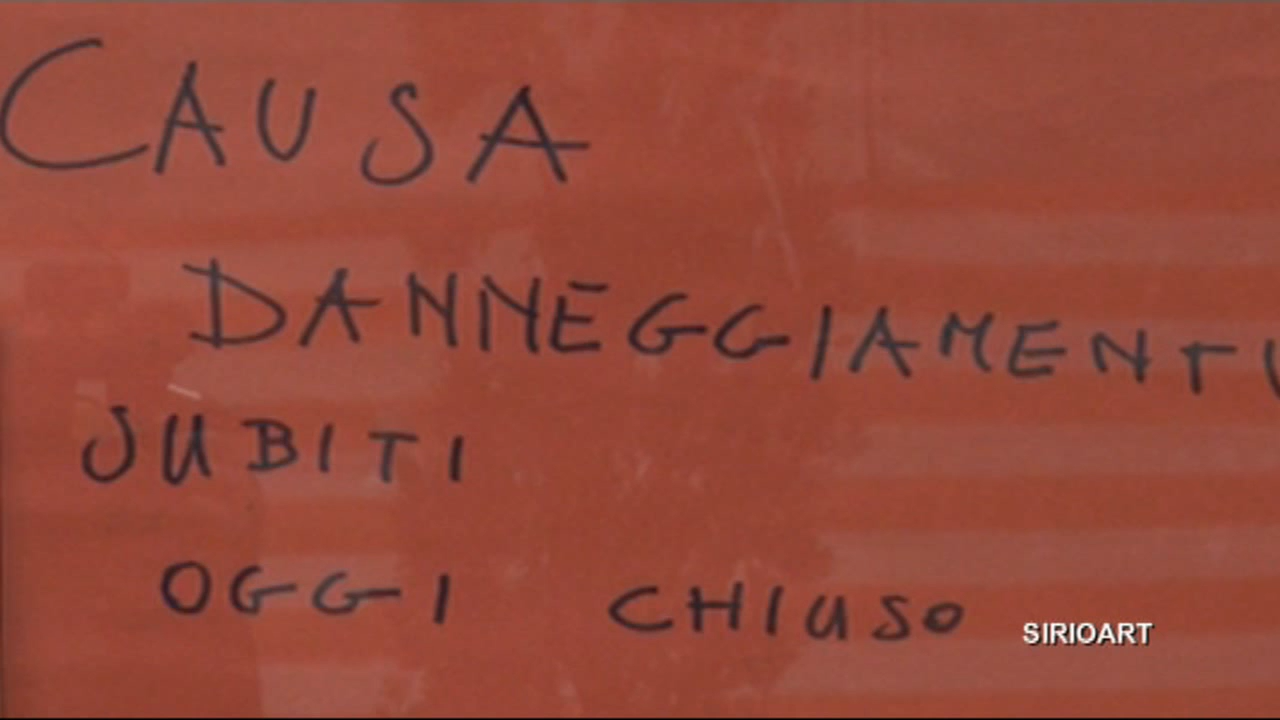 CAUSA
DANNEGGIAMENT
SUBITI
OGGI CHIUSO
SIRIOART